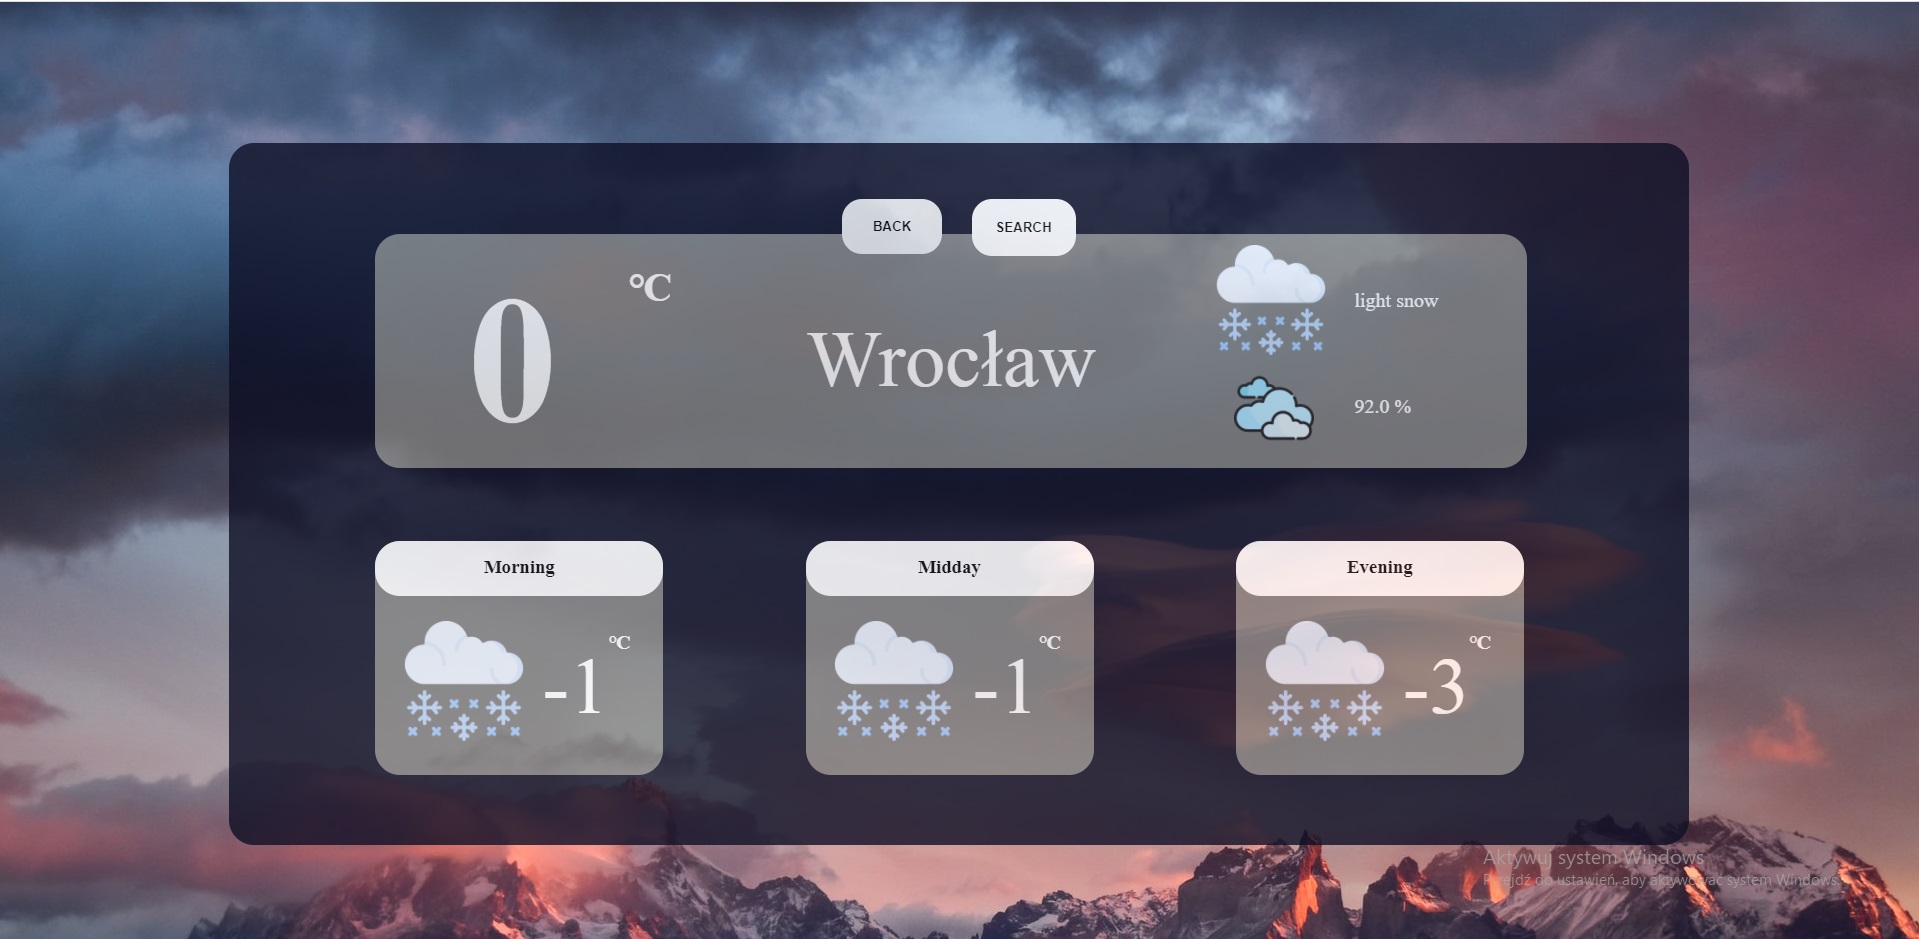 BACK
SEARCH
0 °C
Wrocław
light snow
92.0 %
Morning
-1 °C
Midday
-1 °C
Evening
-3 °C
Aktywuj system Windows
Przejdź do ustawień, aby aktywować system Windows.